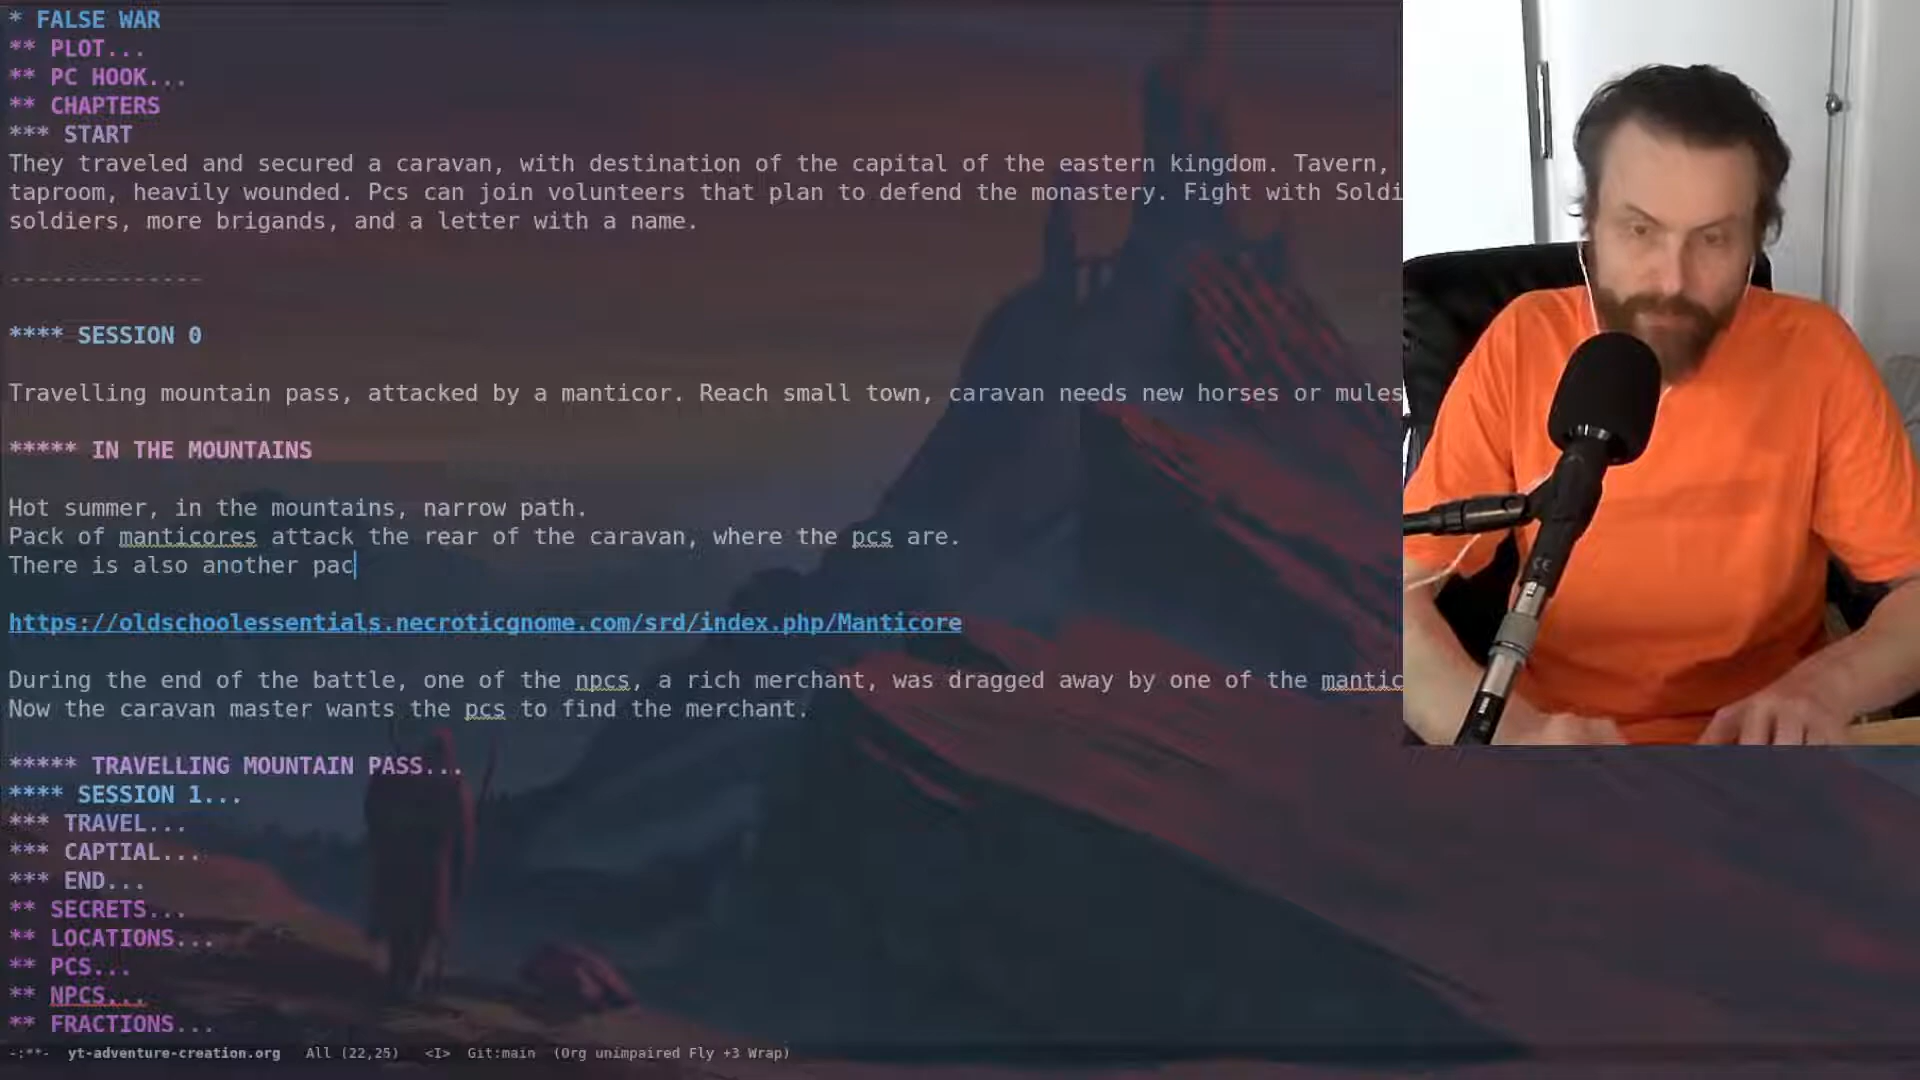 * FALSE WAR
** PLOT...
** PC HOOK...
** CHAPTERS
*** START
They traveled and secured a caravan, with destination of the capital of the eastern kingdom. Tavern,
taproom, heavily wounded. Pcs can join volunteers that plan to defend the monastery. Fight with Soldi
soldiers, more brigands, and a letter with a name.
--------------
**** SESSION 0
Travelling mountain pass, attacked by a manticor. Reach small town, caravan needs new horses or mules
***** IN THE MOUNTAINS
Hot summer, in the mountains, narrow path.
Pack of manticores attack the rear of the caravan, where the pcs are.
There is also another pac
https://oldschoolessentials.necroticgnome.com/srd/index.php/Manticore
During the end of the battle, one of the npcs, a rich merchant, was dragged away by one of the mantic
Now the caravan master wants the pcs to find the merchant.
***** TRAVELLING MOUNTAIN PASS...
**** SESSION 1...
*** TRAVEL...
*** CAPTIAL...
*** END...
** SECRETS...
** LOCATIONS...
** PCS...
** NPCS...
** FRACTIONS...
-:**-  yt-adventure-creation.org   All (22,25)   <I>  Git:main  (Org unimpaired Fly +3 Wrap)